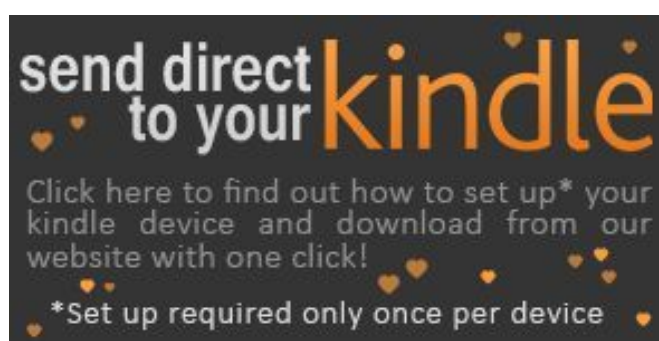 send direct
to your kindle
Click here to find out how to set up* your
kindle device and download from our
website with one click!
*Set up required only once per device